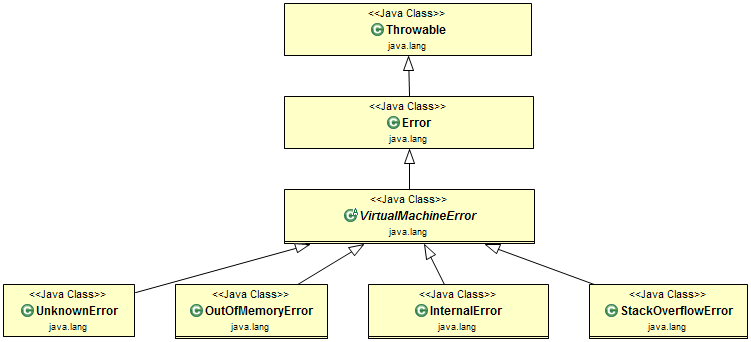 <<Java Class>>
Throwable
java.lang
<<Java Class>>
Error
java.lang
<<Java Class>>
VirtualMachineError
java.lang
<<Java Class>>
UnknownError
java.lang
<<Java Class>>
OutOfMemoryError
java.lang
<<Java Class>>
InternalError
java.lang
<<Java Class>>
StackOverflowError
java.lang